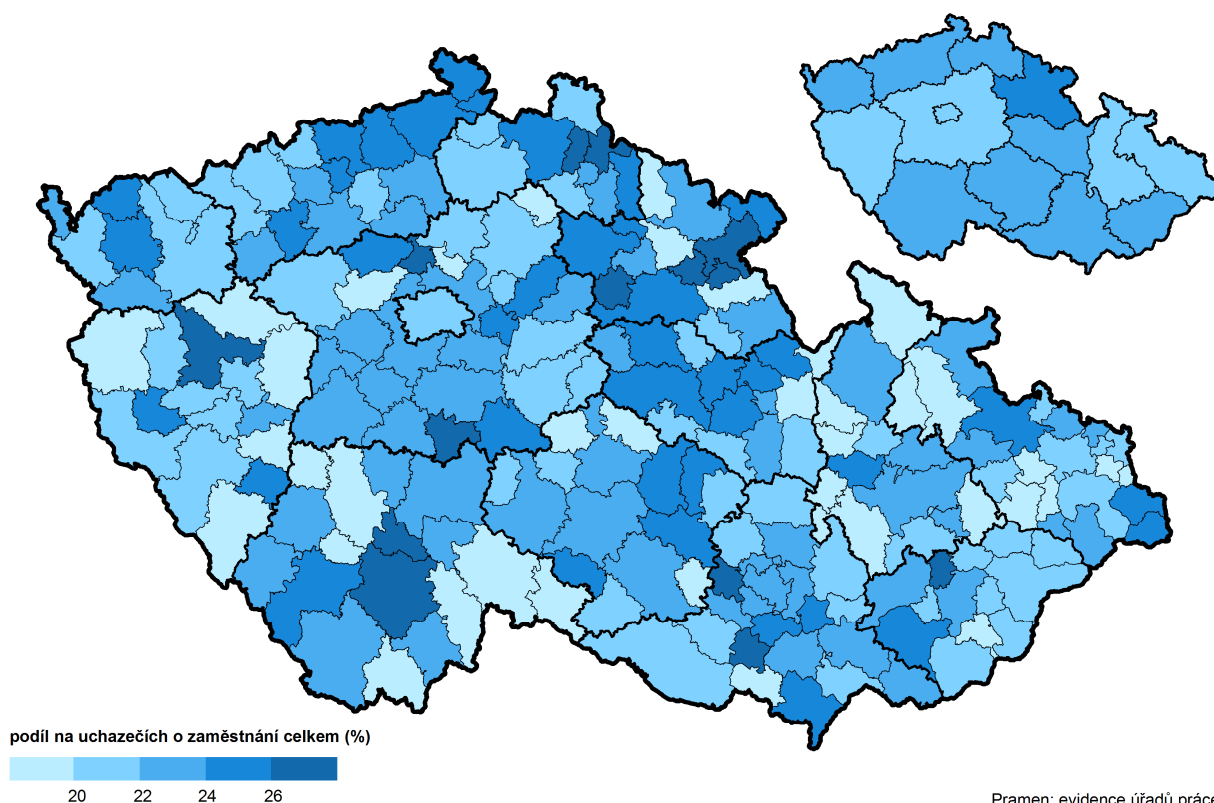 podíl na uchazečích o zaměstnání celkem (%)
20 22 24 26
Pramen: evidence úřadů práce